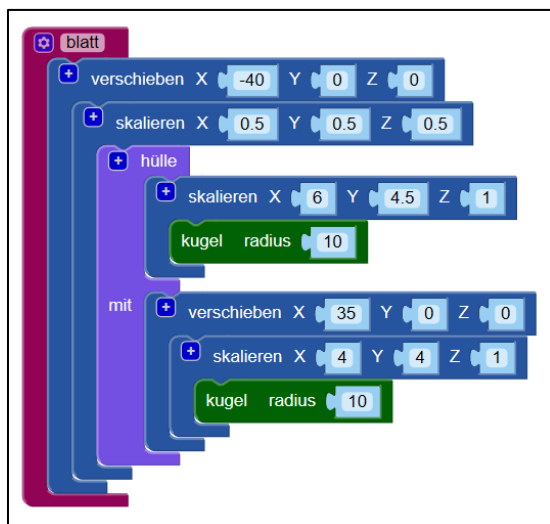 blatt
verschieben X -40 Y 0 Z 0
skalieren X 0.5 Y 0.5 Z 0.5
hülle
skalieren X 6 Y 4.5 Z 1
kugel radius 10
mit verschieben X 35 Y 0 Z 0
skalieren X 4 Y 4 Z 1
kugel radius 10